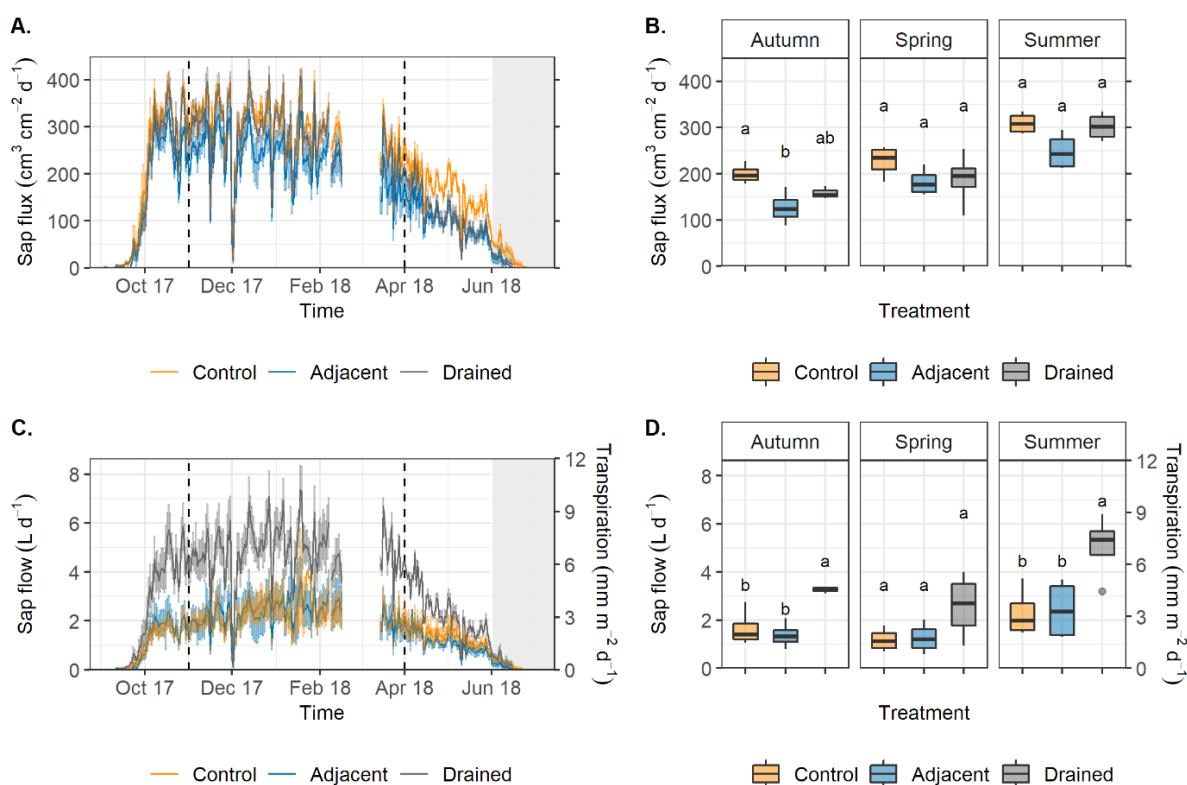 A.
Sap flux (cm³ cm⁻² d⁻¹)
400
300
200
100
0
Oct 17 Dec 17 Feb 18 Apr 18 Jun 18
Time
Control Adjacent Drained
B.
Autumn Spring Summer
Sap flux (cm³ cm⁻² d⁻¹)
400
300
200
100
0
a b ab
a a a
a a a
Treatment
Control Adjacent Drained
C.
Sap flow (L d⁻¹)
8
6
4
2
0
Transpiration (mm m⁻² d⁻¹)
12
9
6
3
0
Oct 17 Dec 17 Feb 18 Apr 18 Jun 18
Time
Control Adjacent Drained
D.
Autumn Spring Summer
Sap flow (L d⁻¹)
8
6
4
2
0
b b a
a a a
b b a
Transpiration (mm m⁻² d⁻¹)
12
9
6
3
0
Treatment
Control Adjacent Drained